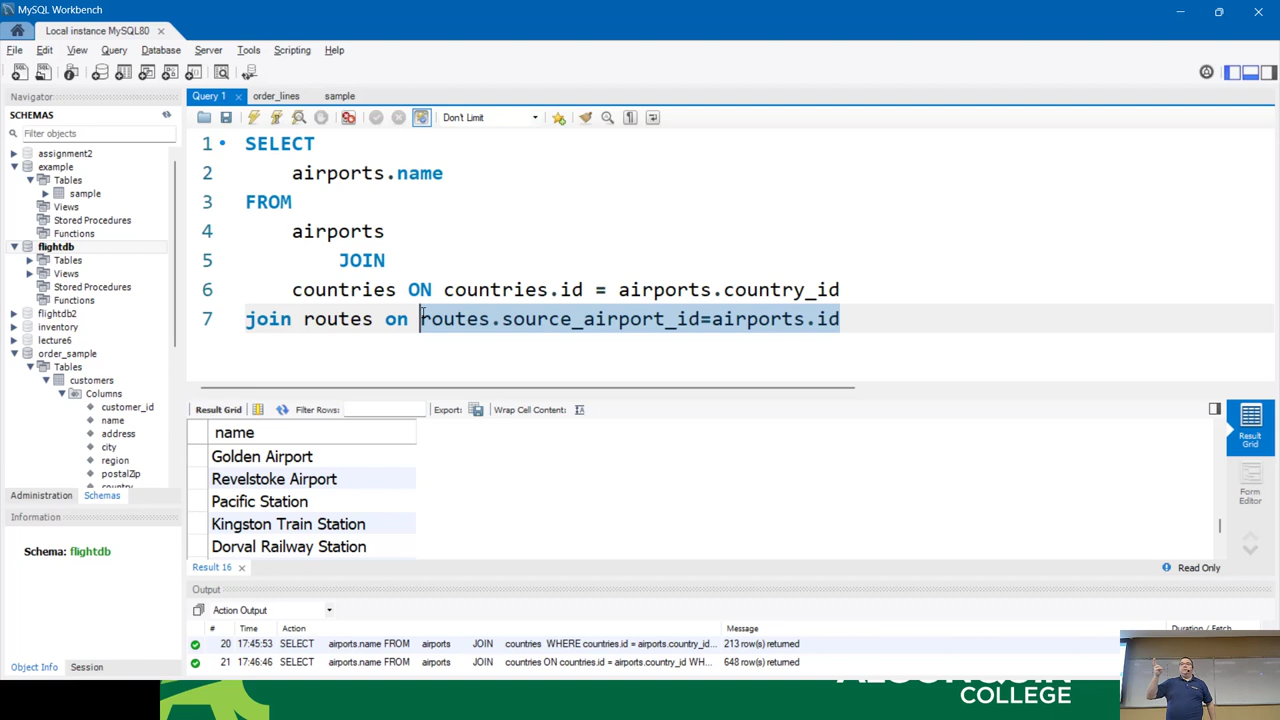 MySQL Workbench
Local instance MySQL80
File Edit View Query Database Server Tools Scripting Help
Navigator
SCHEMAS
Filter objects
assignment2
example
Tables
sample
Views
Stored Procedures
Functions
flightdb
Tables
Views
Stored Procedures
Functions
flightdb2
inventory
lecture6
order_sample
Tables
customers
Columns
customer_id
name
address
city
region
postalZip
Administration Schemas
Information
Schema: flightdb
Object Info Session
Query 1 order_lines sample
Don't Limit
1 SELECT
2 airports.name
3 FROM
4 airports
5 JOIN
6 countries ON countries.id = airports.country_id
7 join routes on routes.source_airport_id=airports.id
Result Grid Filter Rows: Export: Wrap Cell Content:
name
Golden Airport
Revelstoke Airport
Pacific Station
Kingston Train Station
Dorval Railway Station
Result Grid
Form Editor
Result 16 Read Only
Output
Action Output
# Time Action Message Duration / Fetch
20 17:45:53 SELECT airports.name FROM airports JOIN countries WHERE countries.id = airports.country_id... 213 row(s) returned
21 17:46:46 SELECT airports.name FROM airports JOIN countries ON countries.id = airports.country_id WH... 648 row(s) returned
COLLEGE